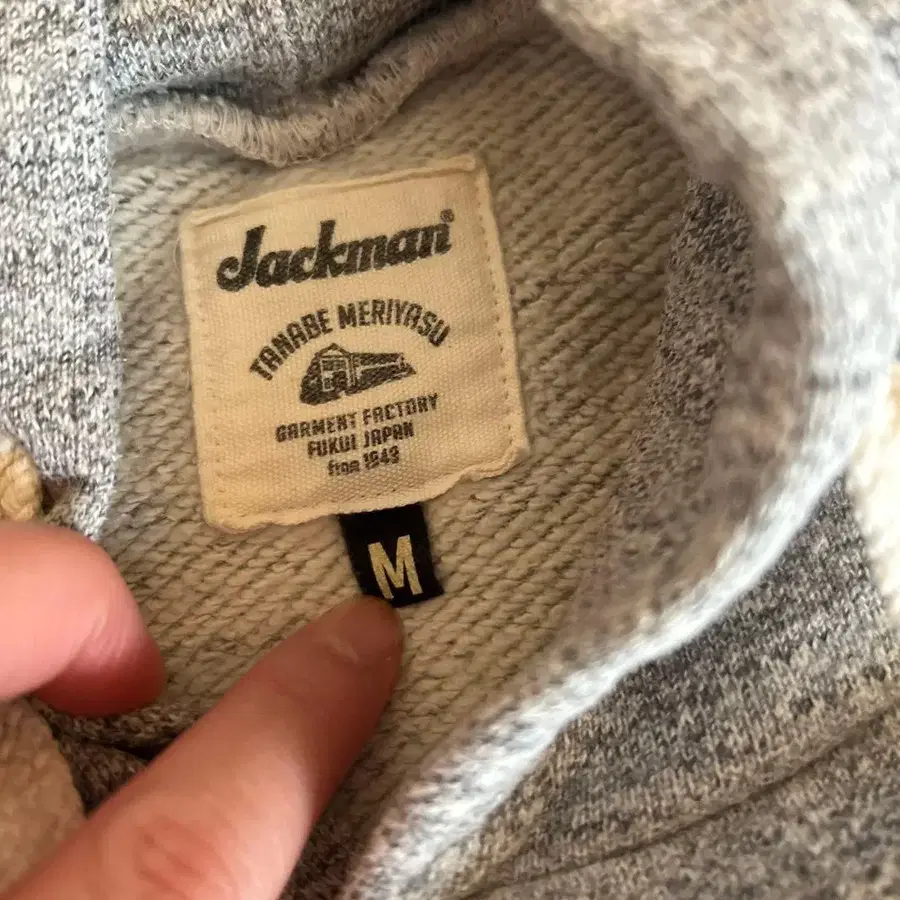 Jackman®
TANABE MERIYASU
GARMENT FACTORY
FUKUI JAPAN
from 1943
M